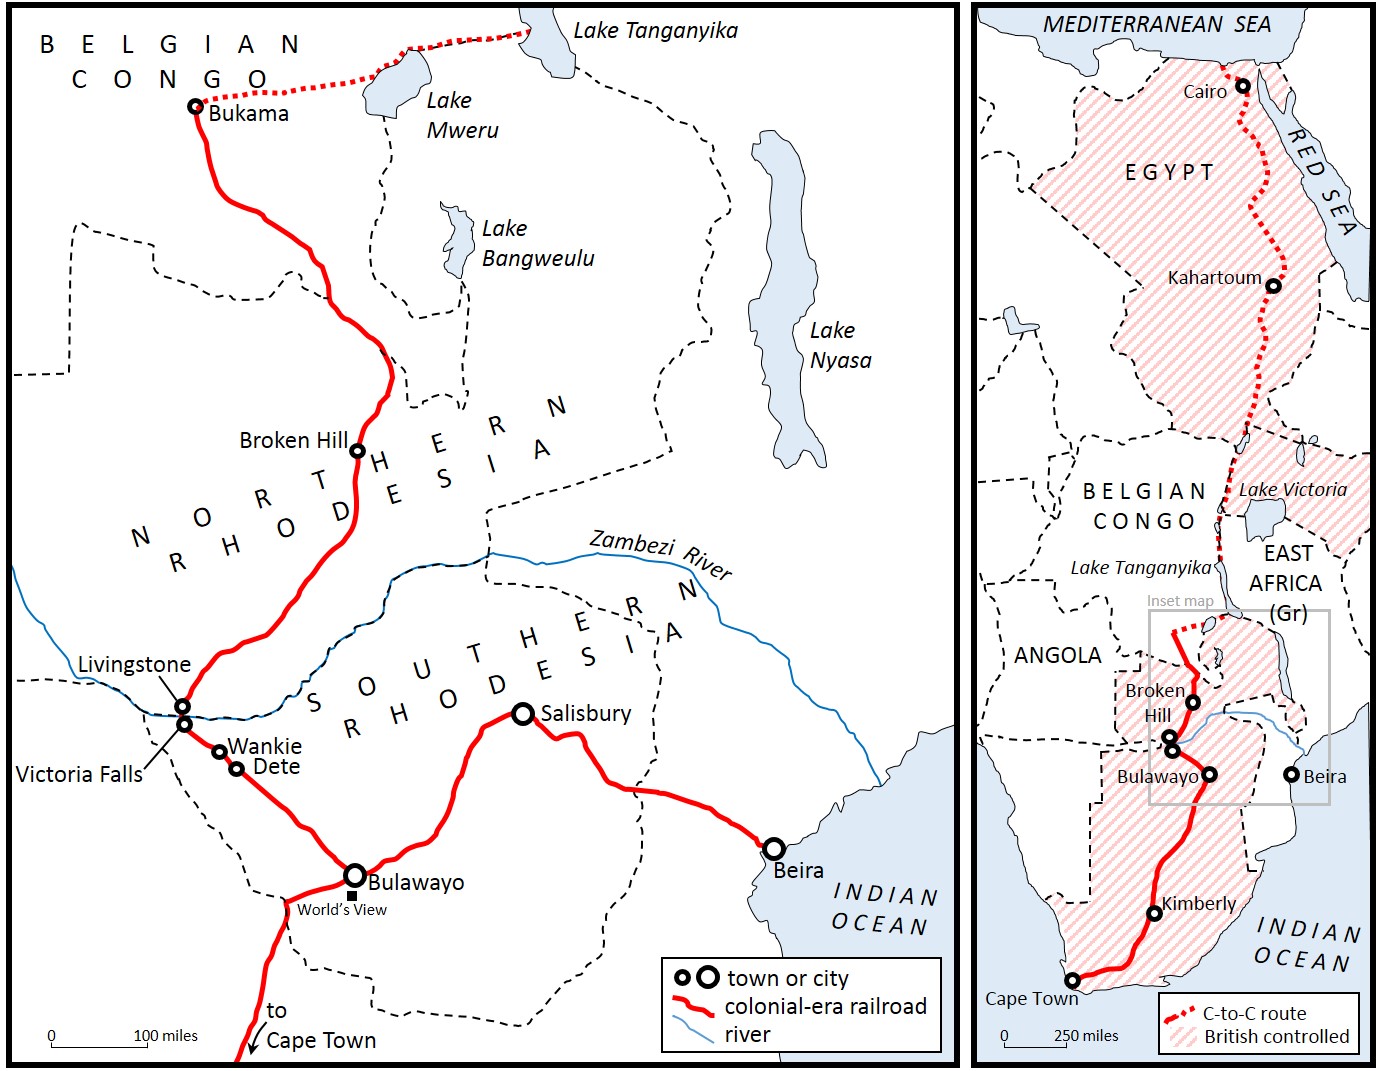 BELGIAN
CONGO
Bukama
Lake Tanganyika
Lake
Mweru
Lake
Bangweulu
Lake
Nyasa
Broken Hill
NORTHERN
RHODESIA
Zambezi River
Livingstone
SOUTHERN
RHODESIA
Salisbury
Wankie
Dete
Victoria Falls
Bulawayo
World's View
Beira
INDIAN
OCEAN
to
Cape Town
0 100 miles
town or city
colonial-era railroad
river
MEDITERRANEAN SEA
Cairo
RED SEA
EGYPT
Kahartoum
BELGIAN
CONGO
Lake Victoria
EAST
AFRICA
(Gr)
Lake Tanganyika
Inset map
ANGOLA
Broken
Hill
Bulawayo
Beira
Kimberly
INDIAN
OCEAN
Cape Town
0 250 miles
C-to-C route
British controlled